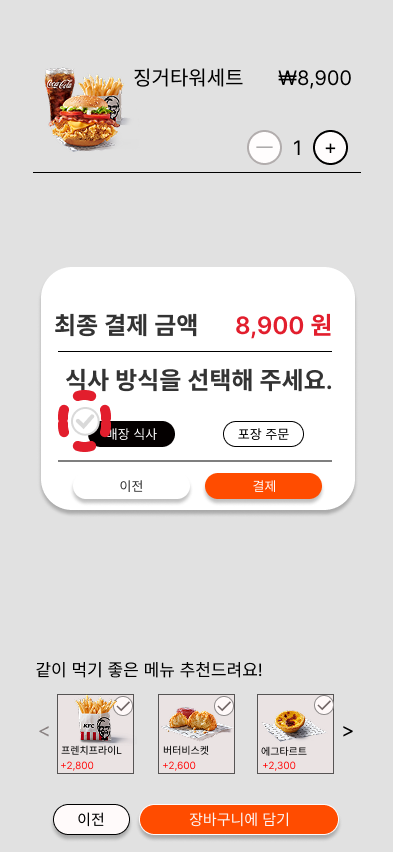 징거타워세트 ₩8,900
Coca-Cola
— 1 +
최종 결제 금액 8,900 원
식사 방식을 선택해 주세요.
매장 식사 포장 주문
이전 결제
같이 먹기 좋은 메뉴 추천드려요!
KFC
< >
프렌치프라이L 버터비스켓 에그타르트
+2,800 +2,600 +2,300
이전 장바구니에 담기